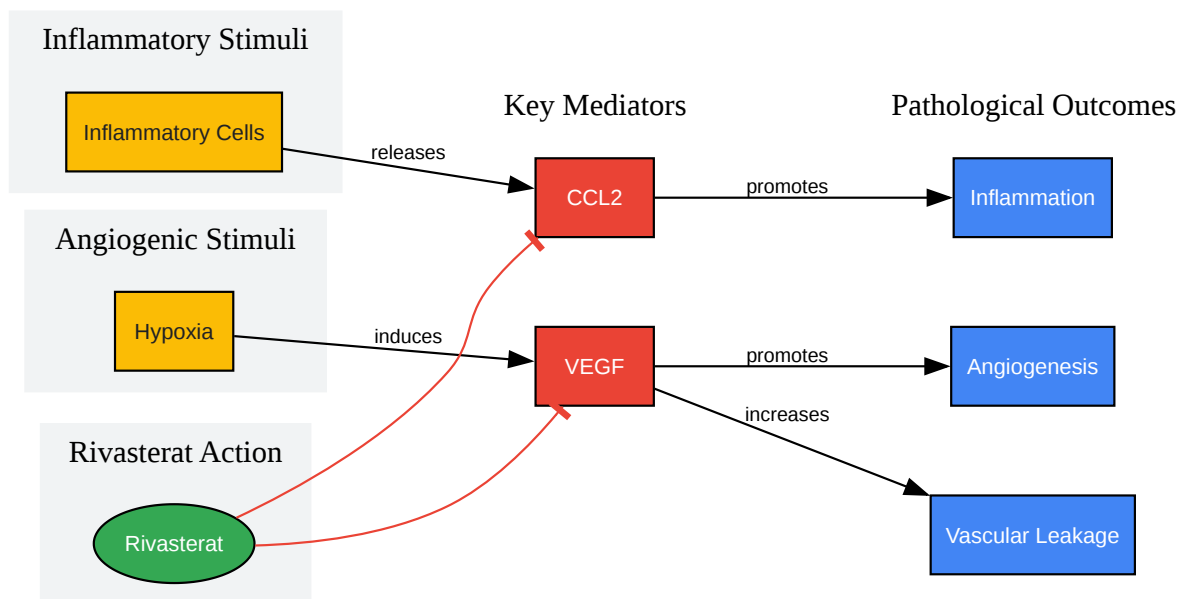 Inflammatory Stimuli
Inflammatory Cells
releases
Key Mediators
CCL2
promotes
Pathological Outcomes
Inflammation
Angiogenic Stimuli
Hypoxia
induces
VEGF
promotes
Angiogenesis
increases
Vascular Leakage
Rivasterat Action
Rivasterat